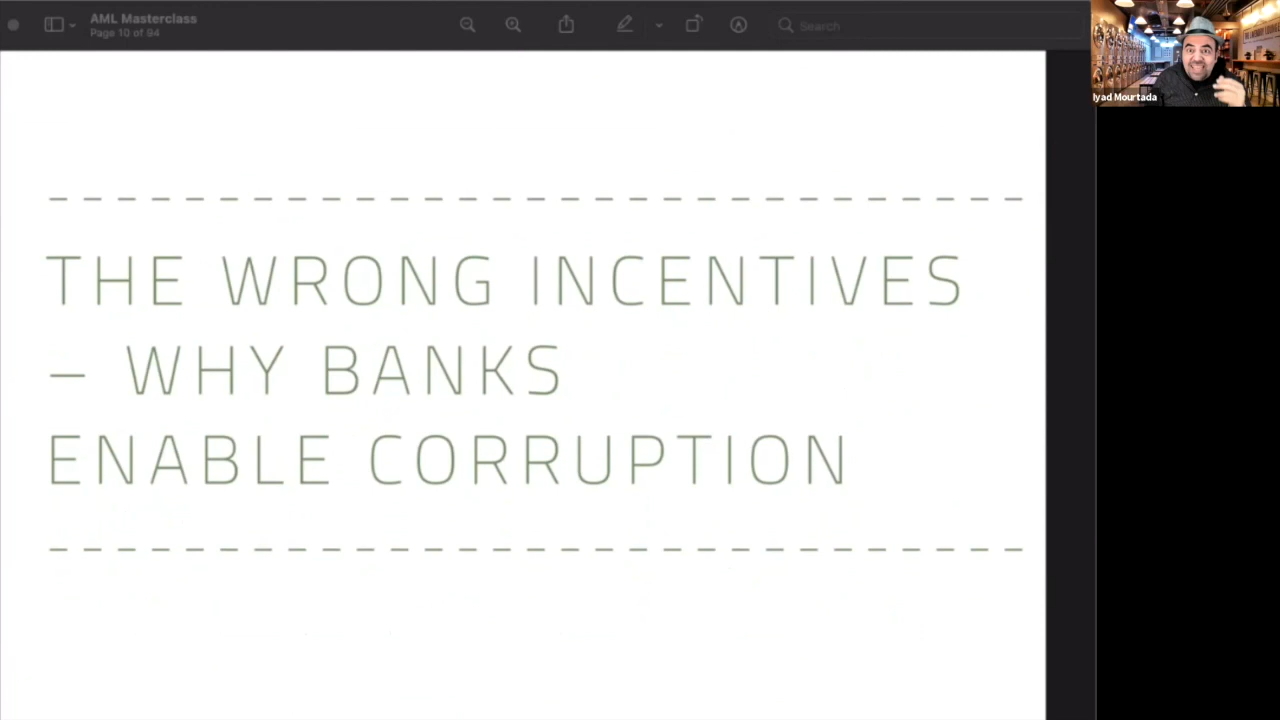 AML Masterclass
Page 10 of 94
Search
Iyad Mourtada
THE WRONG INCENTIVES
– WHY BANKS
ENABLE CORRUPTION